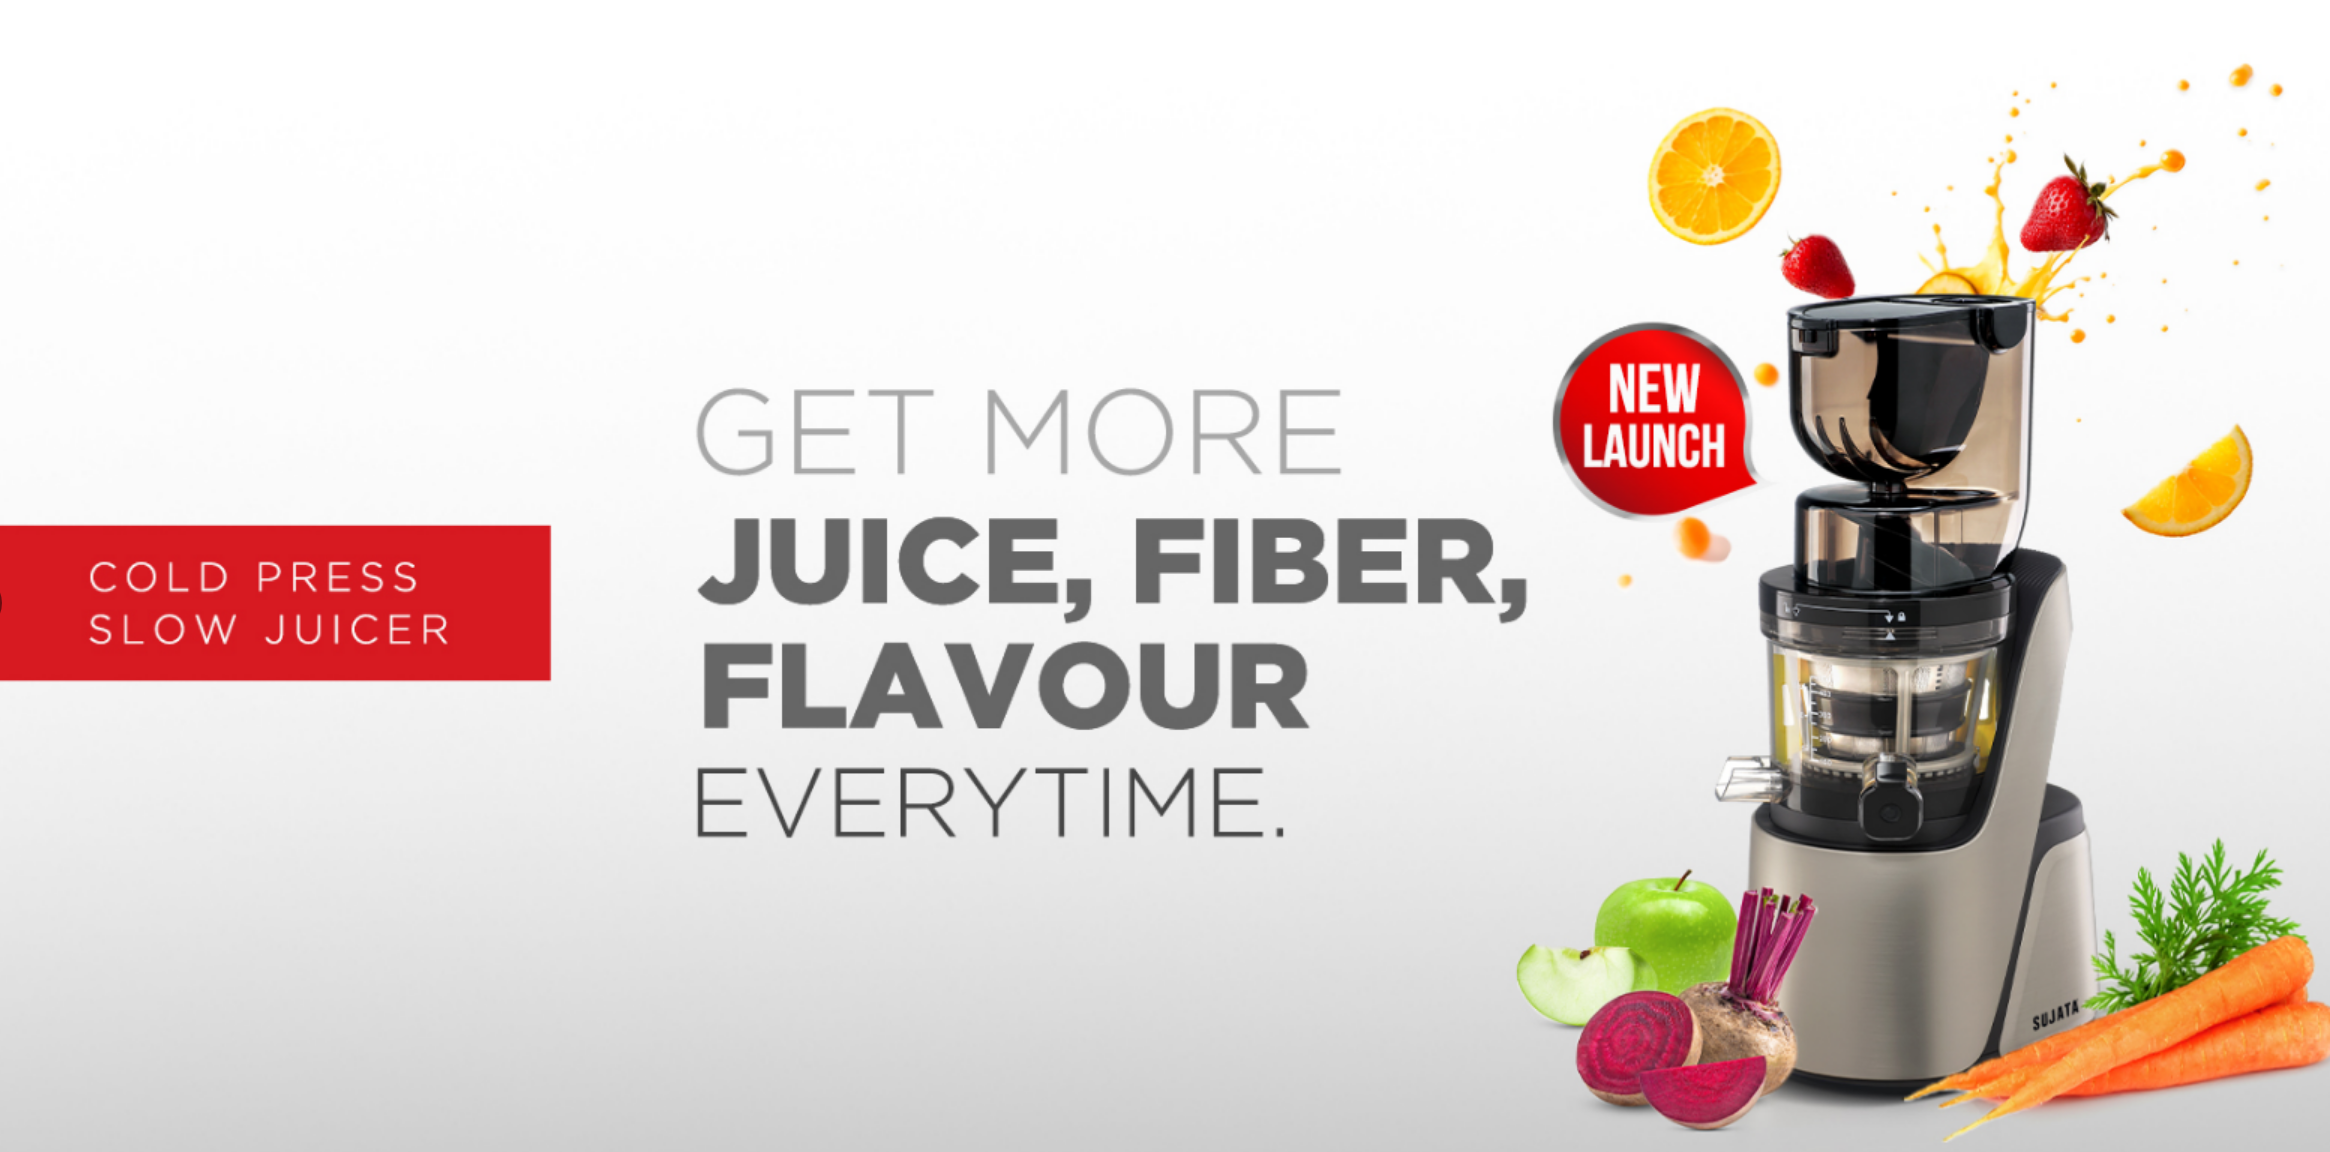 COLD PRESS
SLOW JUICER
GET MORE
JUICE, FIBER,
FLAVOUR
EVERYTIME.
NEW
LAUNCH
SUJATA